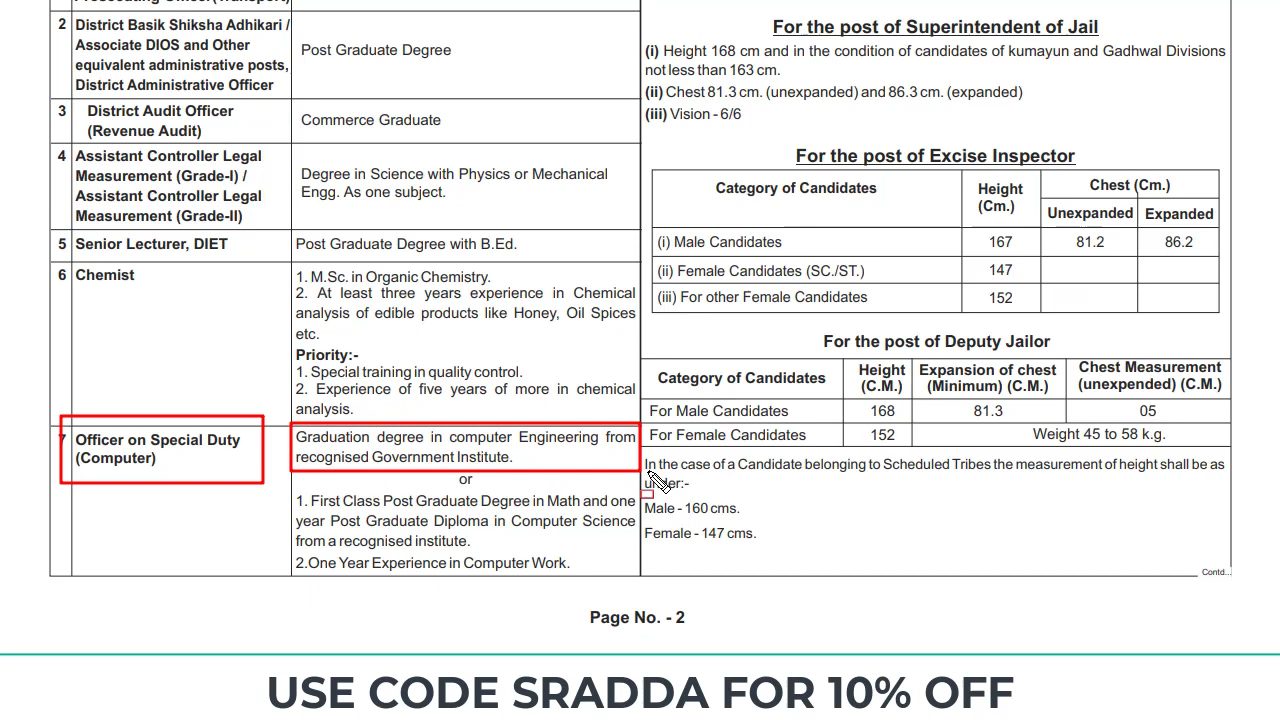 2 District Basik Shiksha Adhikari /
Associate DIOS and Other
equivalent administrative posts,
District Administrative Officer
Post Graduate Degree
3 District Audit Officer
(Revenue Audit)
Commerce Graduate
4 Assistant Controller Legal
Measurement (Grade-I) /
Assistant Controller Legal
Measurement (Grade-II)
Degree in Science with Physics or Mechanical
Engg. As one subject.
5 Senior Lecturer, DIET
Post Graduate Degree with B.Ed.
6 Chemist
1. M.Sc. in Organic Chemistry.
2. At least three years experience in Chemical
analysis of edible products like Honey, Oil Spices
etc.
Priority:-
1. Special training in quality control.
2. Experience of five years of more in chemical
analysis.
7 Officer on Special Duty
(Computer)
Graduation degree in computer Engineering from
recognised Government Institute.
or
1. First Class Post Graduate Degree in Math and one
year Post Graduate Diploma in Computer Science
from a recognised institute.
2.One Year Experience in Computer Work.
For the post of Superintendent of Jail
(i) Height 168 cm and in the condition of candidates of kumayun and Gadhwal Divisions
not less than 163 cm.
(ii) Chest 81.3 cm. (unexpanded) and 86.3 cm. (expanded)
(iii) Vision - 6/6
For the post of Excise Inspector
Category of Candidates
Height
(Cm.)
Chest (Cm.)
Unexpanded Expanded
(i) Male Candidates 167 81.2 86.2
(ii) Female Candidates (SC./ST.) 147
(iii) For other Female Candidates 152
For the post of Deputy Jailor
Category of Candidates
Height
(C.M.)
Expansion of chest
(Minimum) (C.M.)
Chest Measurement
(unexpended) (C.M.)
For Male Candidates 168 81.3 05
For Female Candidates 152 Weight 45 to 58 k.g.
In the case of a Candidate belonging to Scheduled Tribes the measurement of height shall be as
under:-
Male - 160 cms.
Female - 147 cms.
Contd...
Page No. - 2
USE CODE SRADDA FOR 10% OFF